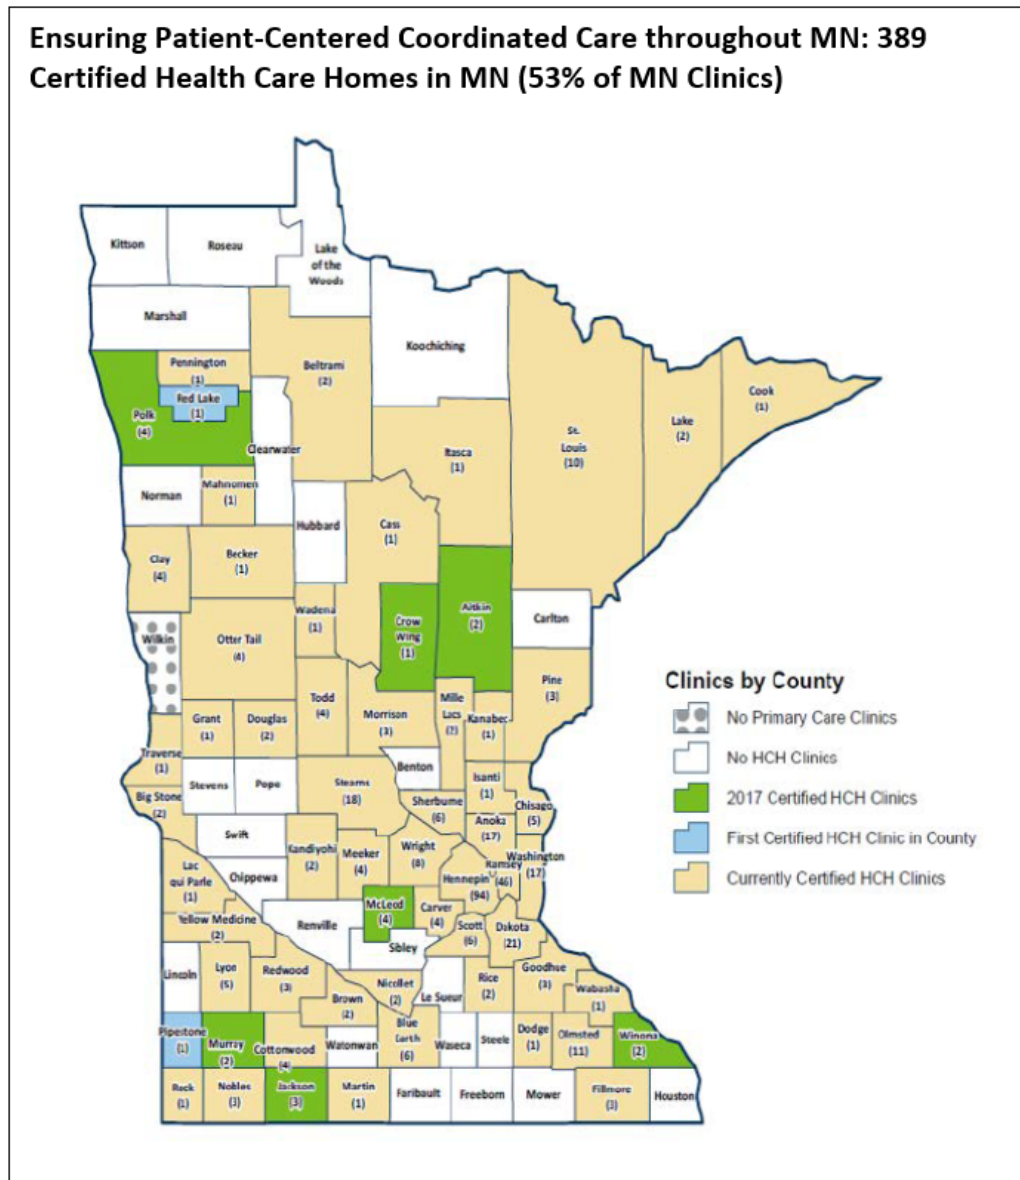 Ensuring Patient-Centered Coordinated Care throughout MN: 389
Certified Health Care Homes in MN (53% of MN Clinics)
Kittson
Roseau
Lake
of the
Woods
Marshall
Koochiching
Pennington
(1)
Beltrami
(2)
Red Lake
(1)
Polk
(4)
Clearwater
Cook
(1)
Lake
(2)
St.
Louis
(10)
Itasca
(1)
Norman
Mahnomen
(1)
Hubbard
Cass
(1)
Clay
(4)
Becker
(1)
Wadena
(1)
Crow
Wing
(1)
Aitkin
(2)
Carlton
Wilkin
Otter Tail
(4)
Pine
(3)
Todd
(4)
Morrison
(3)
Mille
Lacs
Kanabec
(1)
Grant
(1)
Douglas
(2)
Traverse
(1)
Stevens
Pope
Stearns
(18)
Benton
Isanti
(1)
Big Stone
(2)
Sherburne
(6)
Chisago
(5)
Anoka
(17)
Swift
Kandiyohi
(2)
Meeker
(4)
Wright
(8)
Washington
(17)
Ramsey
(46)
Hennepin
(94)
Lac
qui Parle
(1)
McLeod
(4)
Carver
(4)
Scott
(6)
Dakota
(21)
Yellow Medicine
(2)
Renville
Sibley
Lincoln
Lyon
(5)
Redwood
(3)
Brown
(2)
Nicollet
(2)
Le Sueur
Rice
(2)
Goodhue
(3)
Wabasha
(1)
Pipestone
(1)
Murray
(2)
Cottonwood
(4)
Watonwan
Blue
Earth
(6)
Waseca
Steele
Dodge
(1)
Olmsted
(11)
Winona
(2)
Rock
(1)
Nobles
(3)
Jackson
(3)
Martin
(1)
Faribault
Freeborn
Mower
Fillmore
(3)
Houston
Clinics by County
No Primary Care Clinics
No HCH Clinics
2017 Certified HCH Clinics
First Certified HCH Clinic in County
Currently Certified HCH Clinics